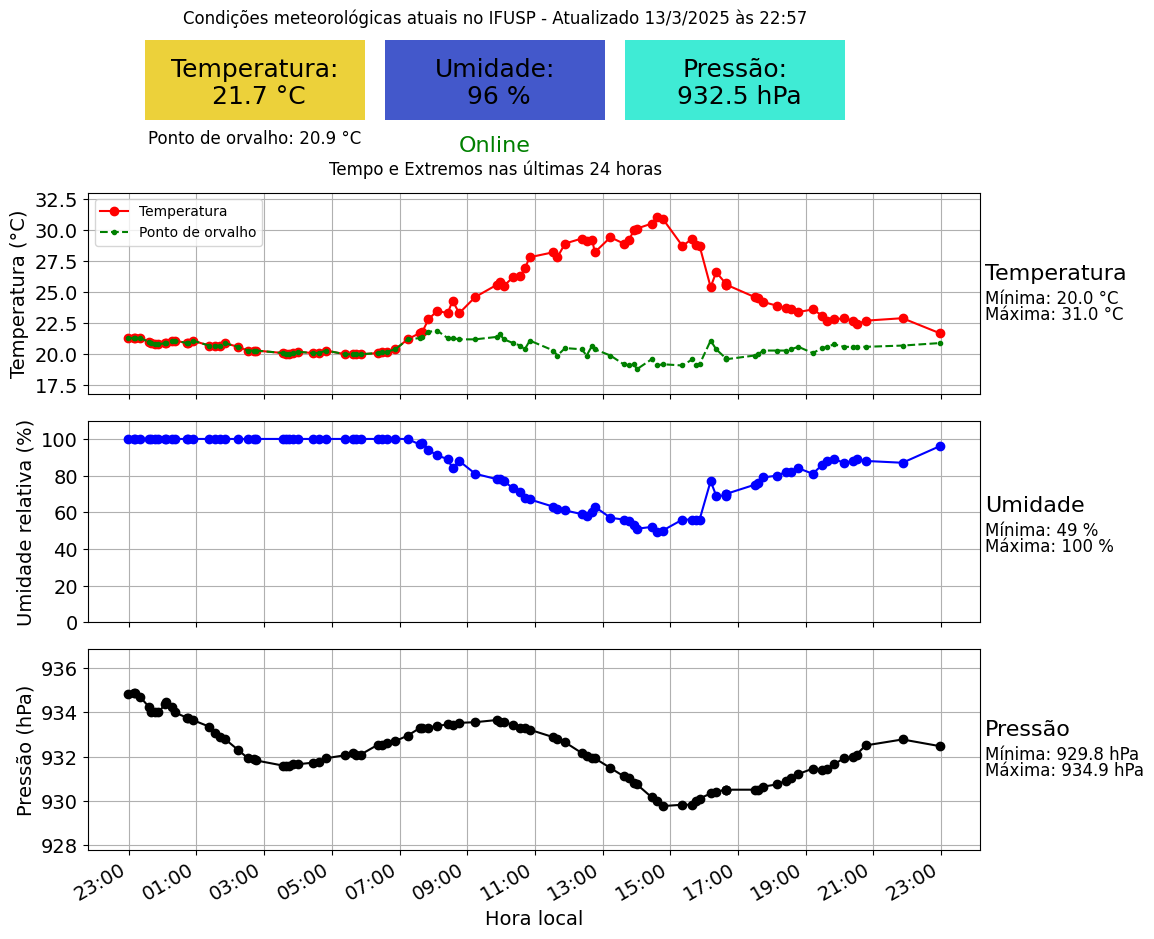 Condições meteorológicas atuais no IFUSP - Atualizado 13/3/2025 às 22:57
Temperatura:
21.7 °C
Umidade:
96 %
Pressão:
932.5 hPa
Ponto de orvalho: 20.9 °C
Online
Tempo e Extremos nas últimas 24 horas
Temperatura (°C)
32.5
30.0
27.5
25.0
22.5
20.0
17.5
Temperatura
Ponto de orvalho
Temperatura
Mínima: 20.0 °C
Máxima: 31.0 °C
Umidade relativa (%)
100
80
60
40
20
0
Umidade
Mínima: 49 %
Máxima: 100 %
Pressão (hPa)
936
934
932
930
928
Pressão
Mínima: 929.8 hPa
Máxima: 934.9 hPa
23:00 01:00 03:00 05:00 07:00 09:00 11:00 13:00 15:00 17:00 19:00 21:00 23:00
Hora local